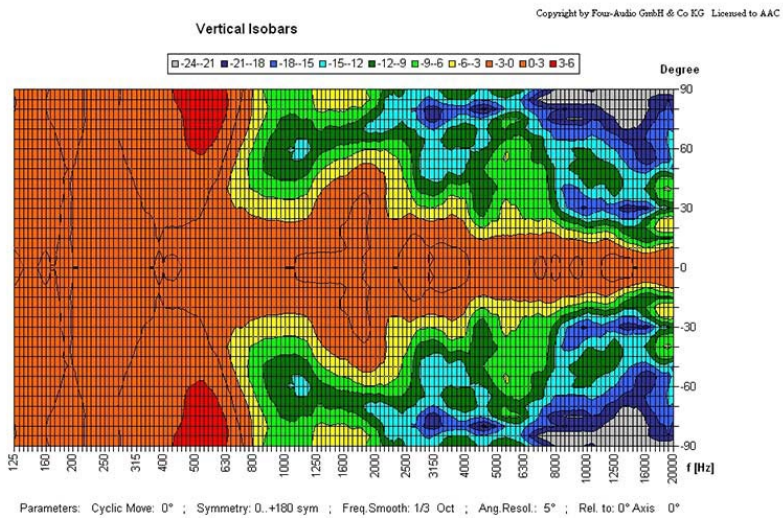 Copyright by Four-Audio GmbH & Co KG Licensed to AAC
Vertical Isobars
-24--21 -21--18 -18--15 -15--12 -12--9 -9--6 -6--3 -3-0 0-3 3-6
Degree
90
60
30
0
-30
-60
-90
125 160 200 250 315 400 500 630 800 1000 1250 1600 2000 2500 3150 4000 5000 6300 8000 10000 12500 16000 20000 f [Hz]
Parameters: Cyclic Move: 0° ; Symmetry: 0..+180 sym ; Freq.Smooth: 1/3 Oct ; Ang.Resol.: 5° ; Rel. to: 0° Axis 0°